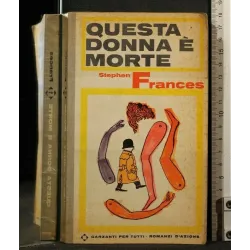 QUESTA
DONNA È
MORTE
Stephen
Frances
GARZANTI PER TUTTI · ROMANZI D'AZIONE